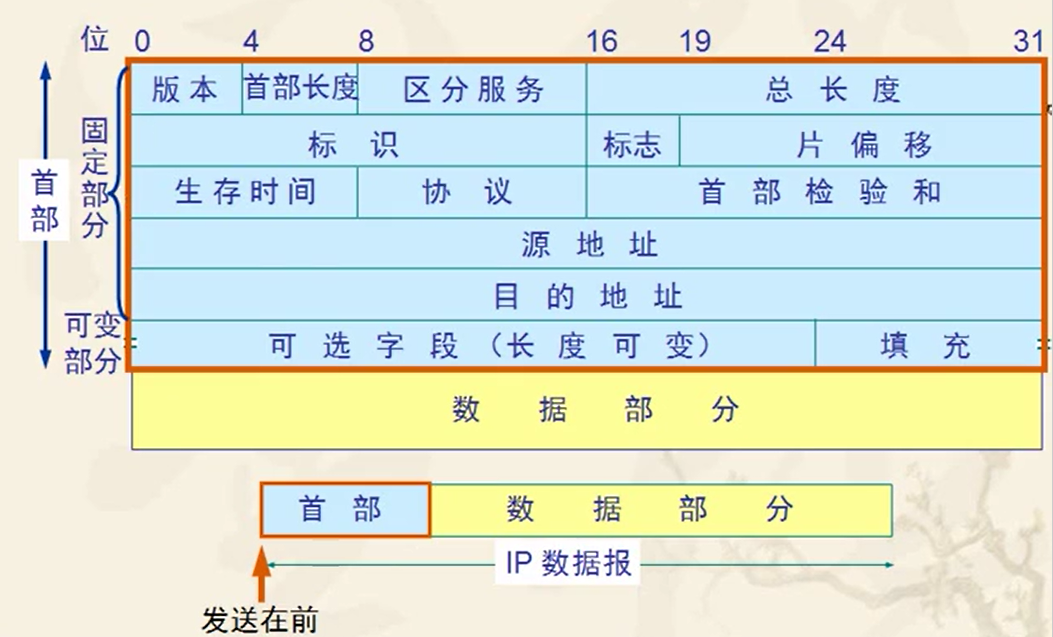 位 0 4 8 16 19 24 31
版本 首部长度 区分服务 总长度
标识 标志 片偏移
生存时间 协议 首部检验和
源地址
目的地址
可选字段（长度可变） 填充
数据部分
首部
固定部分
可变部分
首部 数据部分
IP 数据报
发送在前